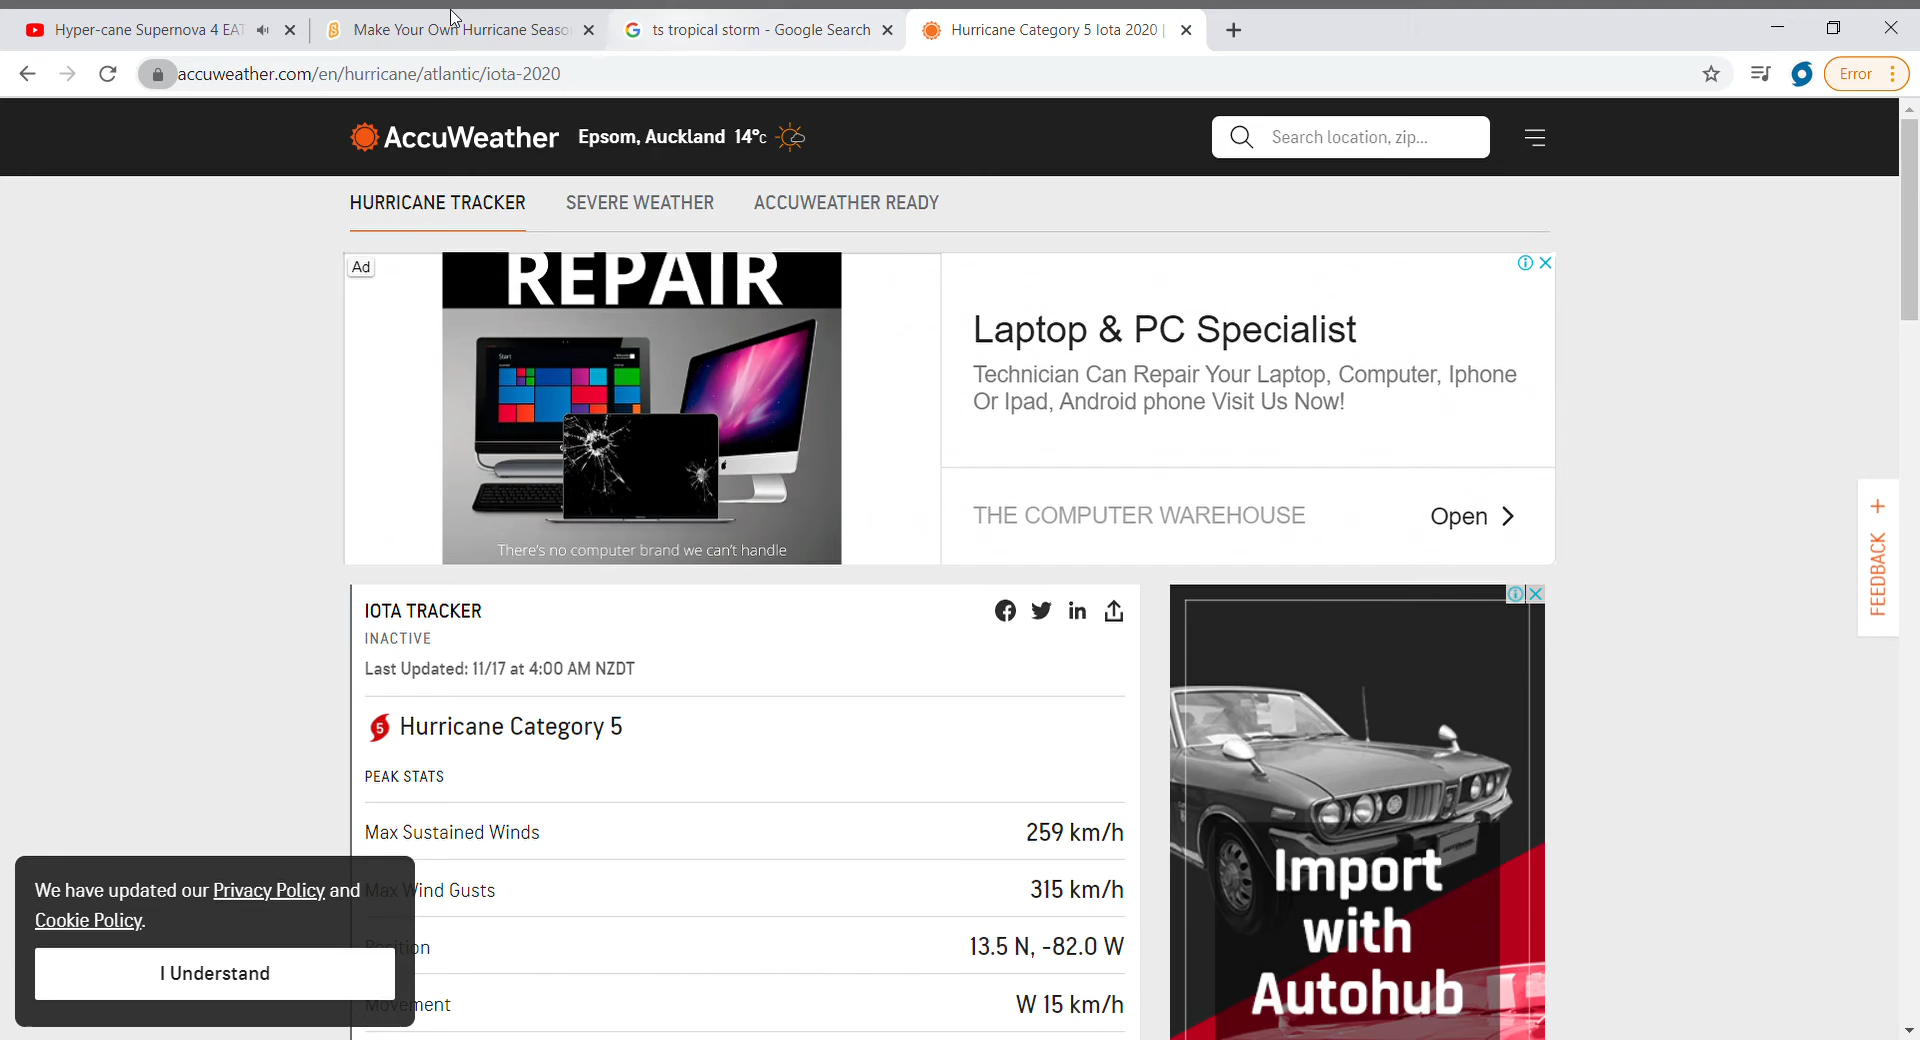 Hyper-cane Supernova 4 EAT
Make Your Own Hurricane Seaso
ts tropical storm - Google Search
Hurricane Category 5 Iota 2020 |
accuweather.com/en/hurricane/atlantic/iota-2020
Error
AccuWeather
Epsom, Auckland 14°c
Search location, zip...
HURRICANE TRACKER
SEVERE WEATHER
ACCUWEATHER READY
Ad
REPAIR
Start
There's no computer brand we can't handle
Laptop & PC Specialist
Technician Can Repair Your Laptop, Computer, Iphone
Or Ipad, Android phone Visit Us Now!
THE COMPUTER WAREHOUSE
Open
FEEDBACK
IOTA TRACKER
INACTIVE
Last Updated: 11/17 at 4:00 AM NZDT
5 Hurricane Category 5
PEAK STATS
Max Sustained Winds 259 km/h
Max Wind Gusts 315 km/h
Position 13.5 N, -82.0 W
Movement W 15 km/h
We have updated our Privacy Policy and
Cookie Policy.
I Understand
Import
with
Autohub